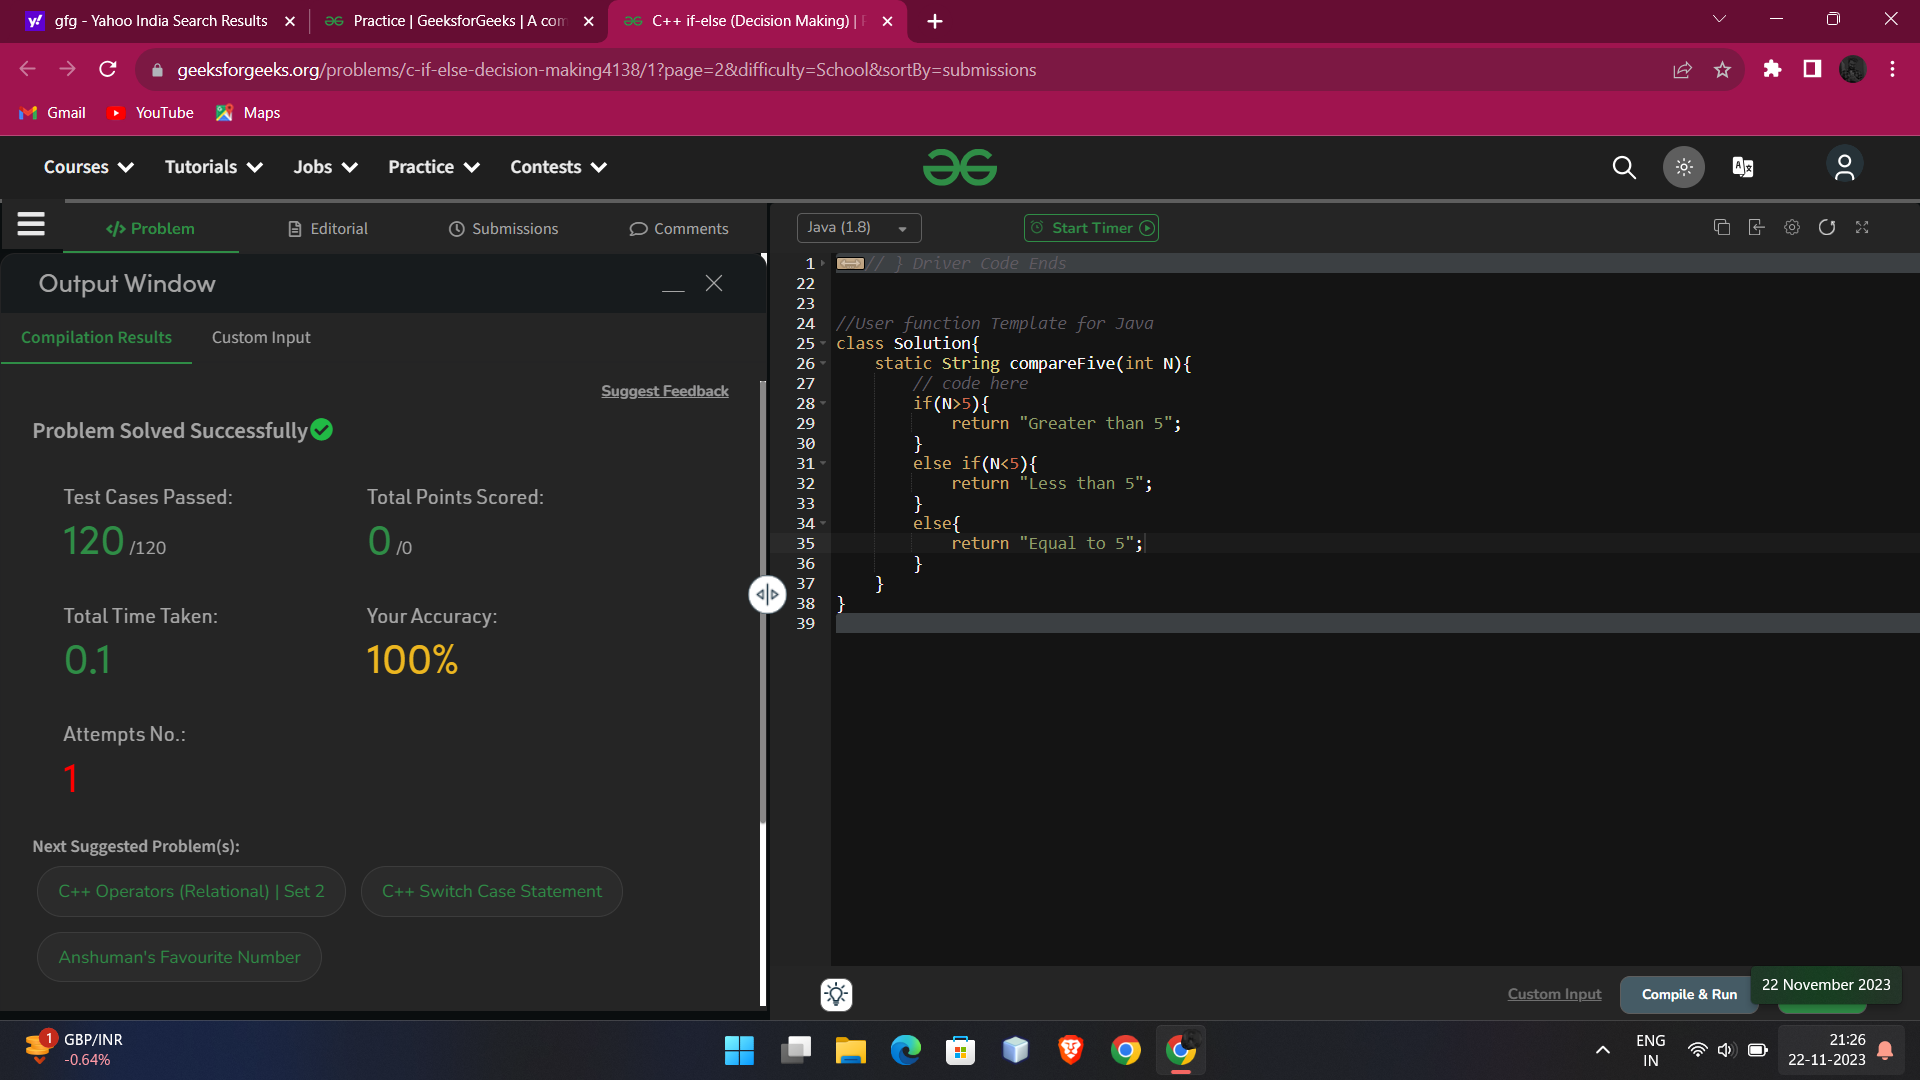 gfg - Yahoo India Search Results
Practice | GeeksforGeeks | A com
C++ if-else (Decision Making) |
geeksforgeeks.org/problems/c-if-else-decision-making4138/1?page=2&difficulty=School&sortBy=submissions
Gmail YouTube Maps
Courses Tutorials Jobs Practice Contests
</> Problem Editorial Submissions Comments
Java (1.8) Start Timer
Output Window
Compilation Results Custom Input
Suggest Feedback
Problem Solved Successfully
Test Cases Passed: Total Points Scored:
120 /120 0 /0
Total Time Taken: Your Accuracy:
0.1 100%
Attempts No.:
1
Next Suggested Problem(s):
C++ Operators (Relational) | Set 2 C++ Switch Case Statement
Anshuman's Favourite Number
1 // } Driver Code Ends
22
23
24 //User function Template for Java
25 class Solution{
26 static String compareFive(int N){
27 // code here
28 if(N>5){
29 return "Greater than 5";
30 }
31 else if(N<5){
32 return "Less than 5";
33 }
34 else{
35 return "Equal to 5";
36 }
37 }
38 }
39
Custom Input Compile & Run
22 November 2023
1 GBP/INR
-0.64%
ENG
IN
21:26
22-11-2023